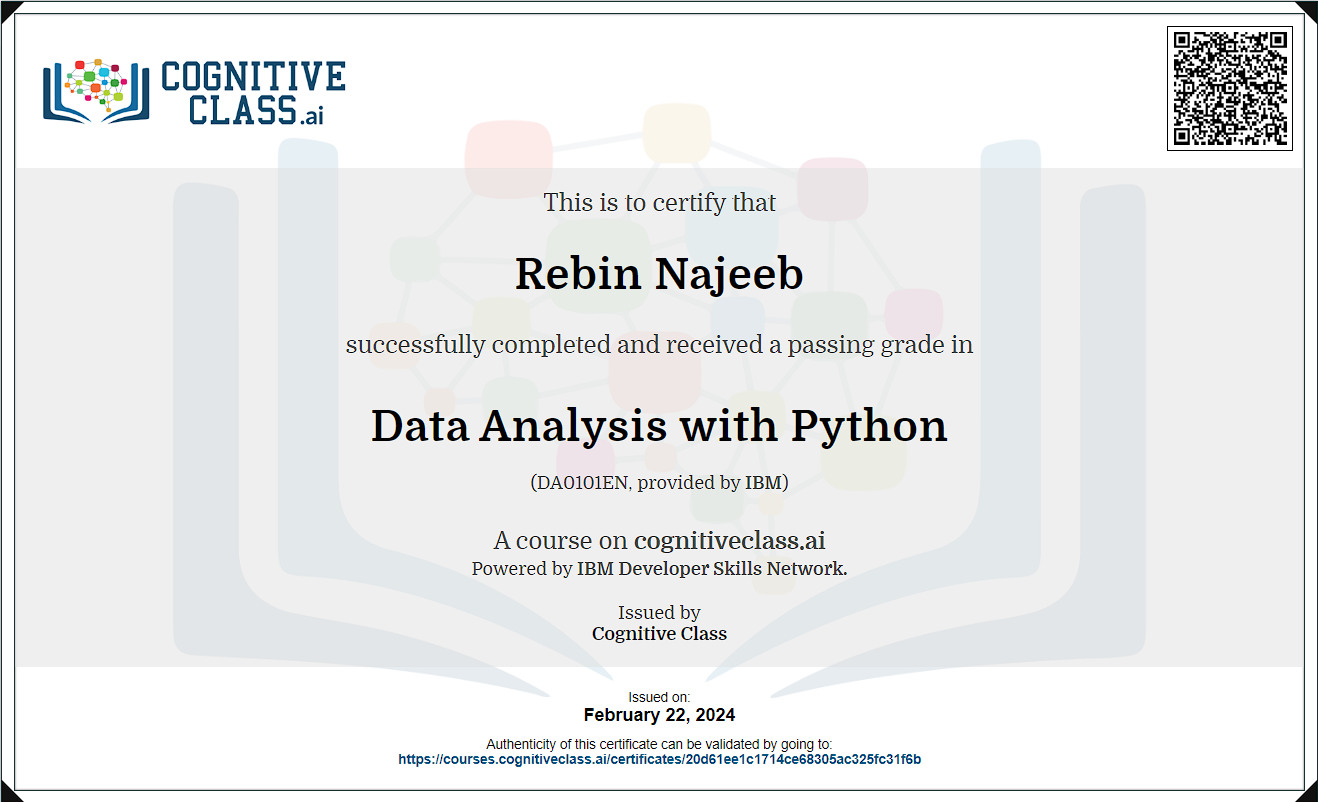 COGNITIVE
CLASS.ai
This is to certify that
Rebin Najeeb
successfully completed and received a passing grade in
Data Analysis with Python
(DA0101EN, provided by IBM)
A course on cognitiveclass.ai
Powered by IBM Developer Skills Network.
Issued by
Cognitive Class
Issued on:
February 22, 2024
Authenticity of this certificate can be validated by going to:
https://courses.cognitiveclass.ai/certificates/20d61ee1c1714ce68305ac325fc31f6b